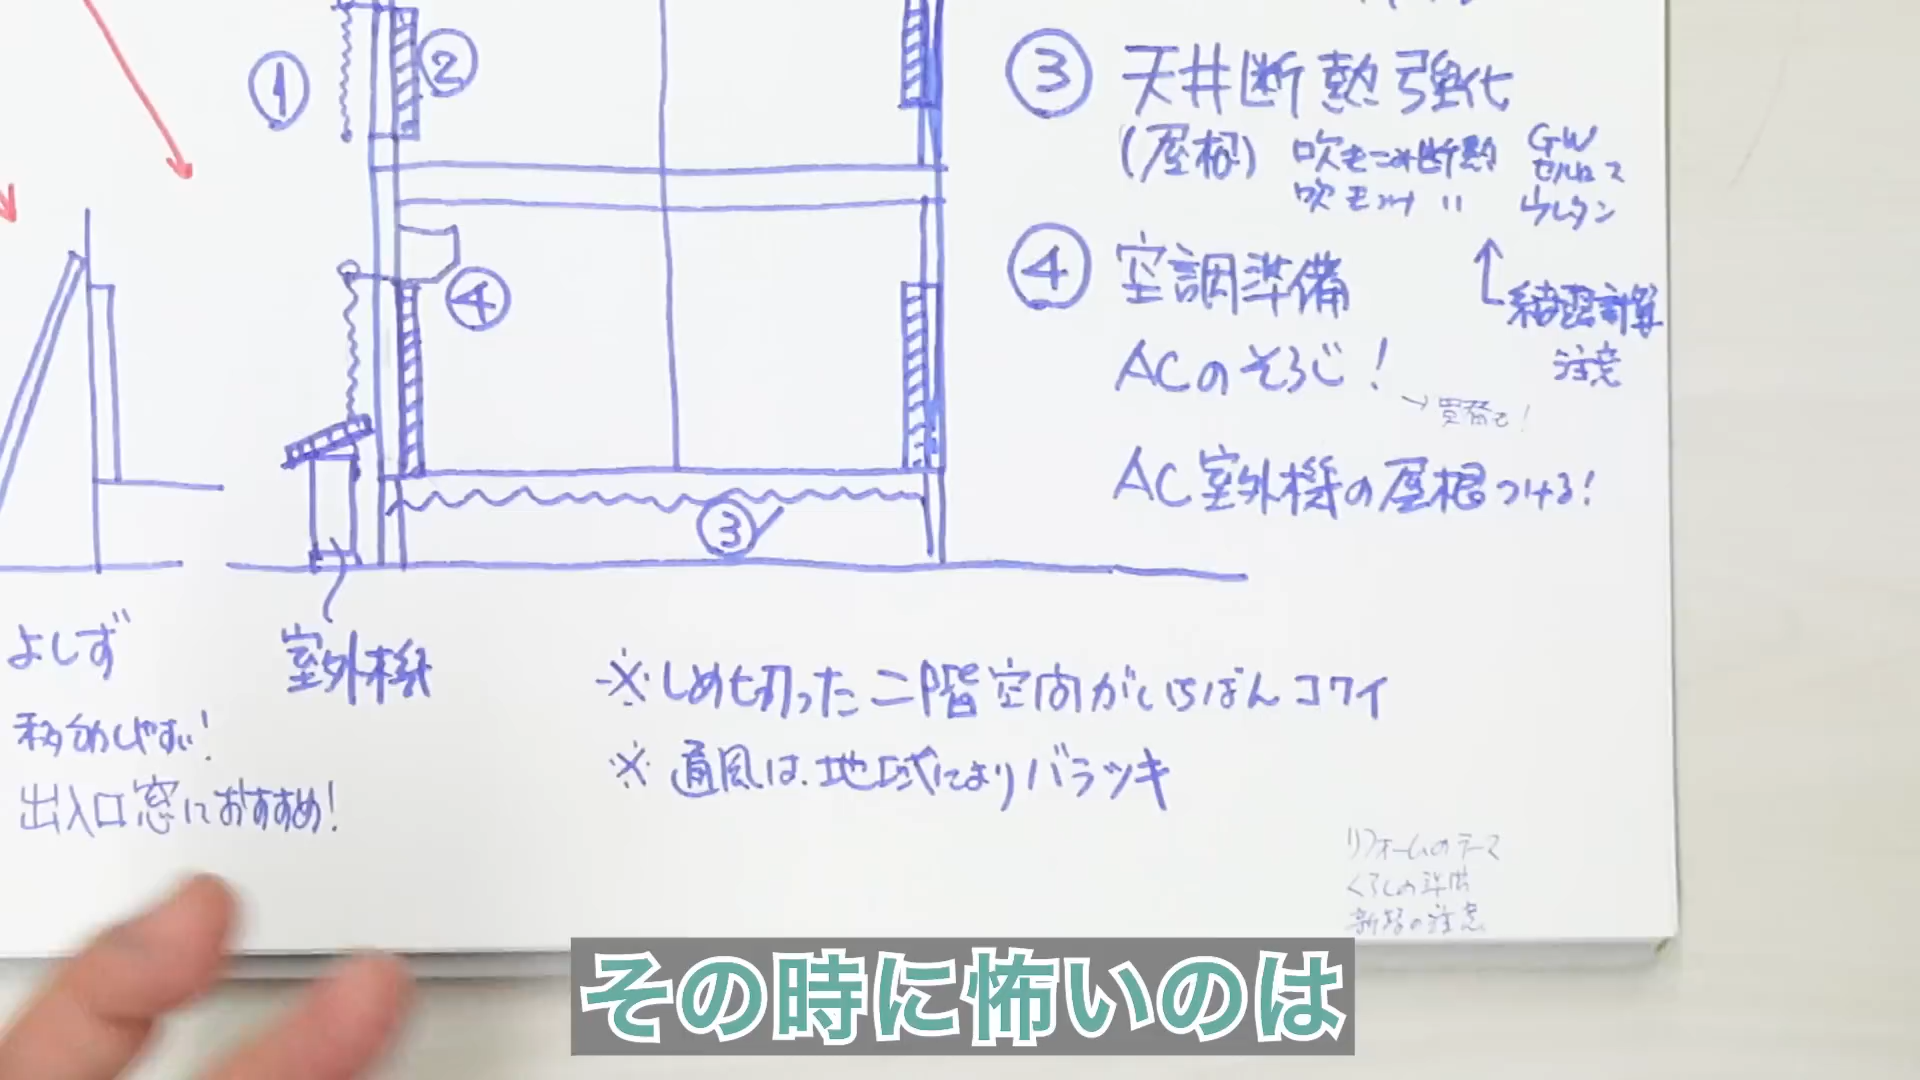 ①
②
③ 天井断熱強化
(屋根) 吹きこみ断熱 GW
セルロース
吹きつけ 〃 ウレタン
④ 空調準備
結露計算
注意
ACのそうじ!
→買替も!
AC室外機の屋根つける!
④
③
よしず
移動しやすい!
出入口窓におすすめ!
室外機
※しめ切った二階空間がいちばんコワイ
※通風は、地域によりバラツキ
リフォームのテーマ
くらしの準備
新築の注意
その時に怖いのは